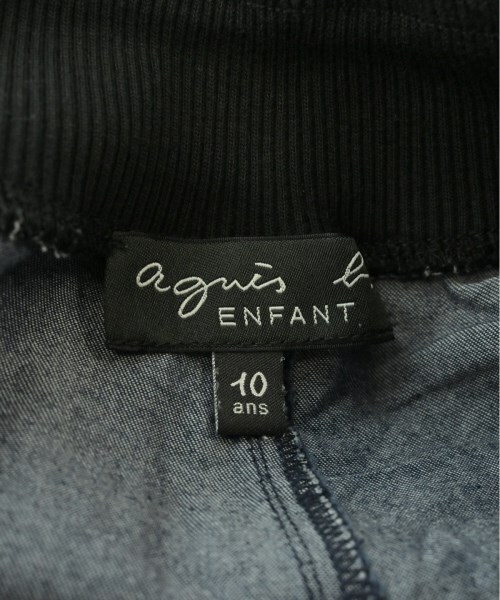 agnès b.
ENFANT
10
ans